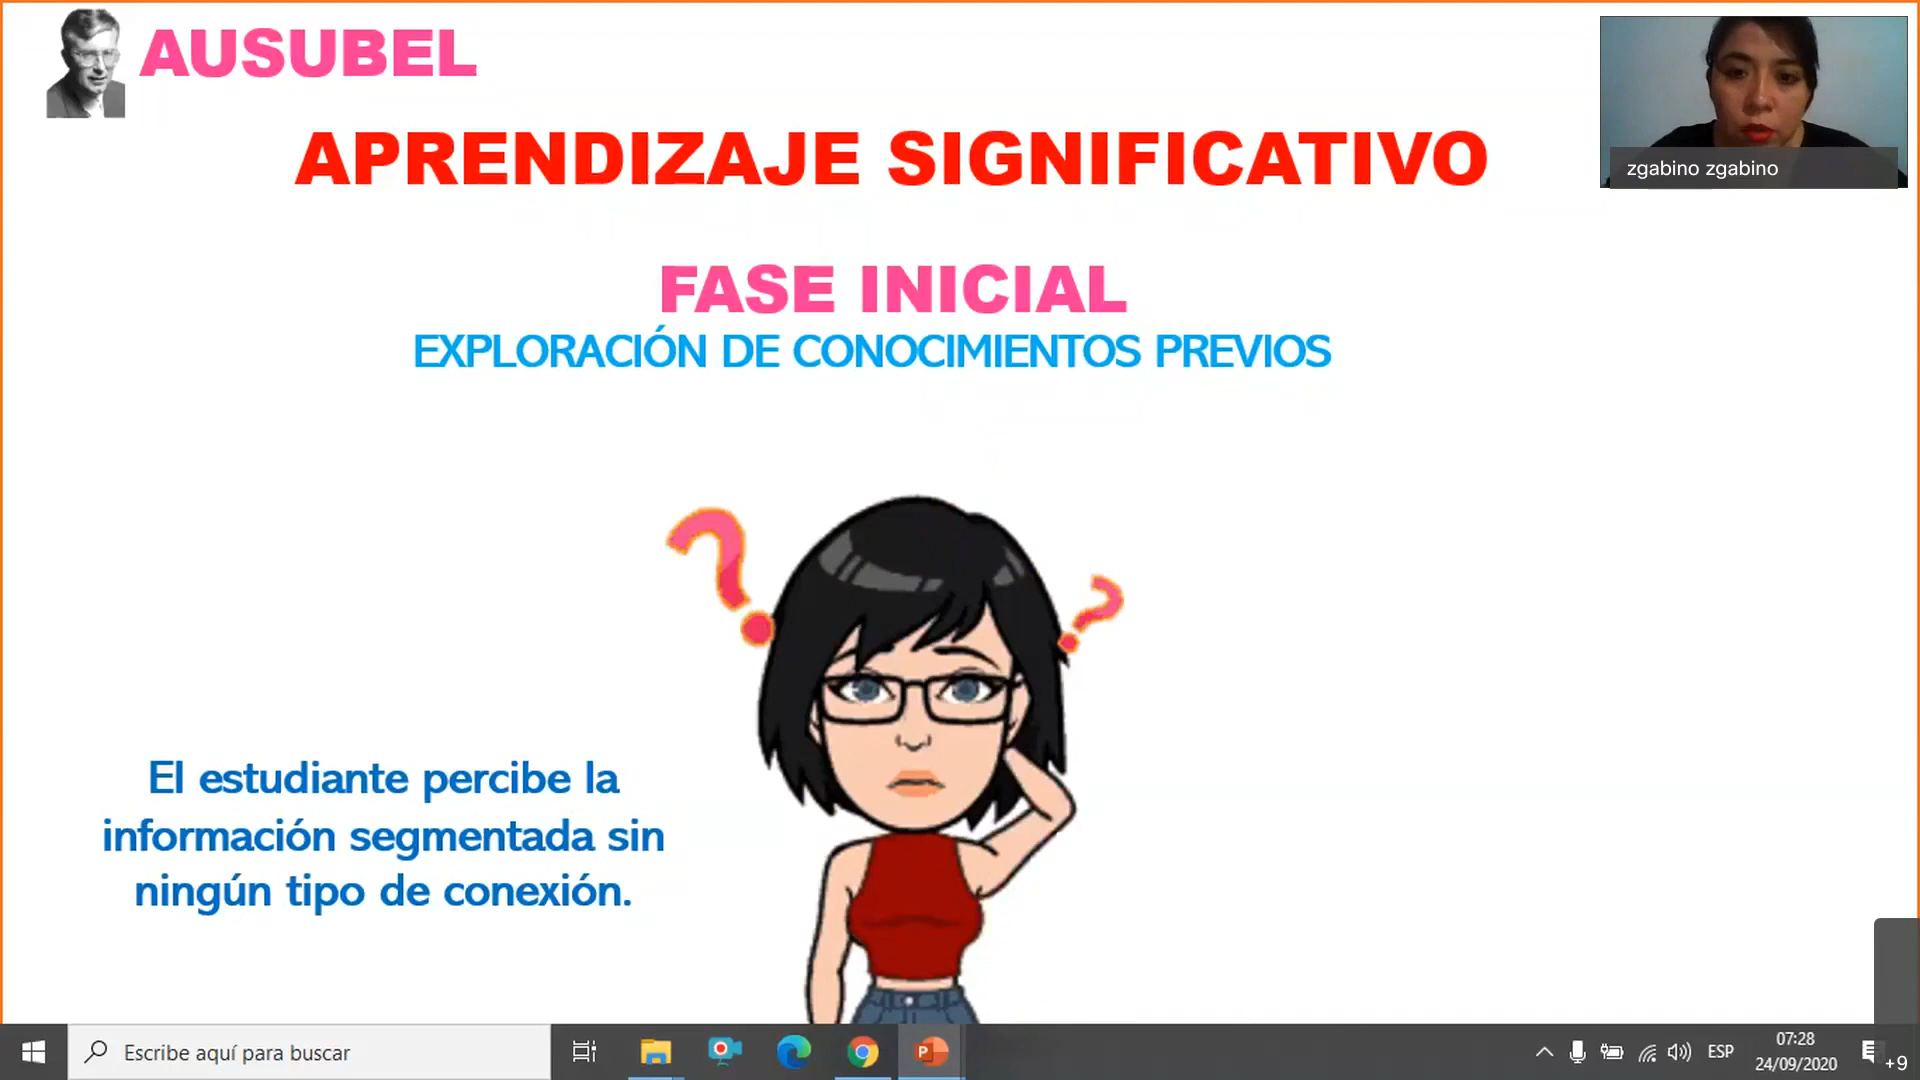 AUSUBEL
APRENDIZAJE SIGNIFICATIVO
zgabino zgabino
FASE INICIAL
EXPLORACIÓN DE CONOCIMIENTOS PREVIOS
El estudiante percibe la
información segmentada sin
ningún tipo de conexión.
Escribe aquí para buscar
ESP
07:28
24/09/2020
+9